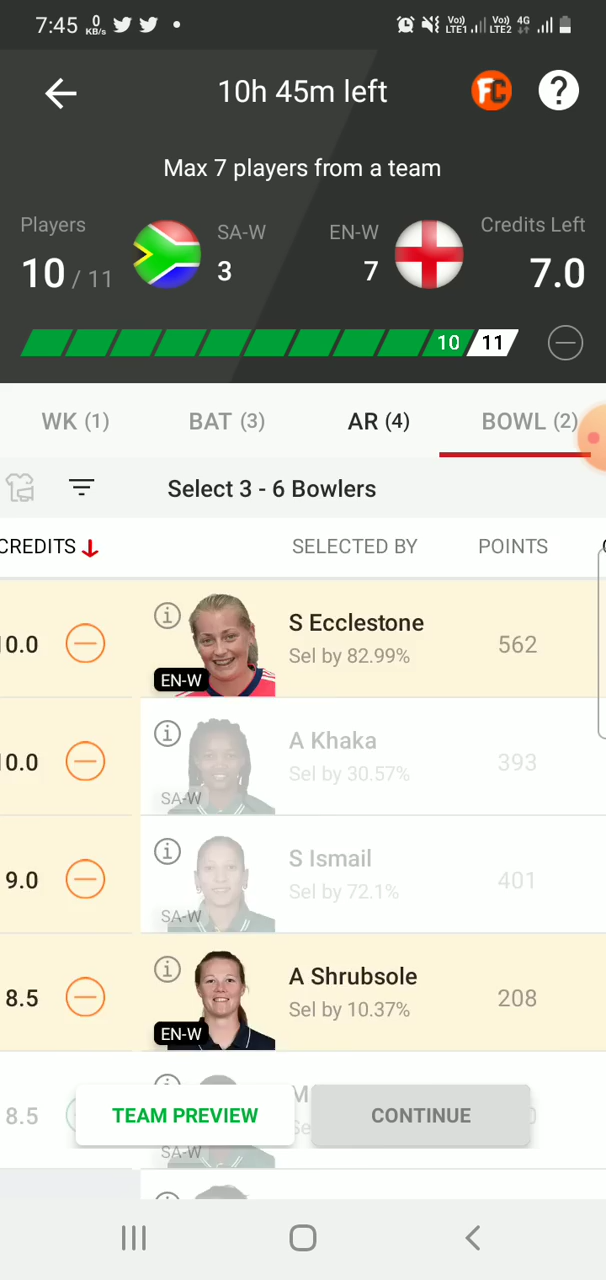 7:45 0 KB/s Vo) LTE1 Vo) LTE2 4G
10h 45m left FC ?
Max 7 players from a team
Players SA-W EN-W Credits Left
10 / 11 3 7 7.0
10 11
WK (1) BAT (3) AR (4) BOWL (2)
Select 3 - 6 Bowlers
CREDITS SELECTED BY POINTS
10.0 S Ecclestone 562
Sel by 82.99%
EN-W
10.0 A Khaka 393
Sel by 30.57%
SA-W
9.0 S Ismail 401
Sel by 72.1%
SA-W
8.5 A Shrubsole 208
Sel by 10.37%
EN-W
8.5 TEAM PREVIEW CONTINUE
SA-W